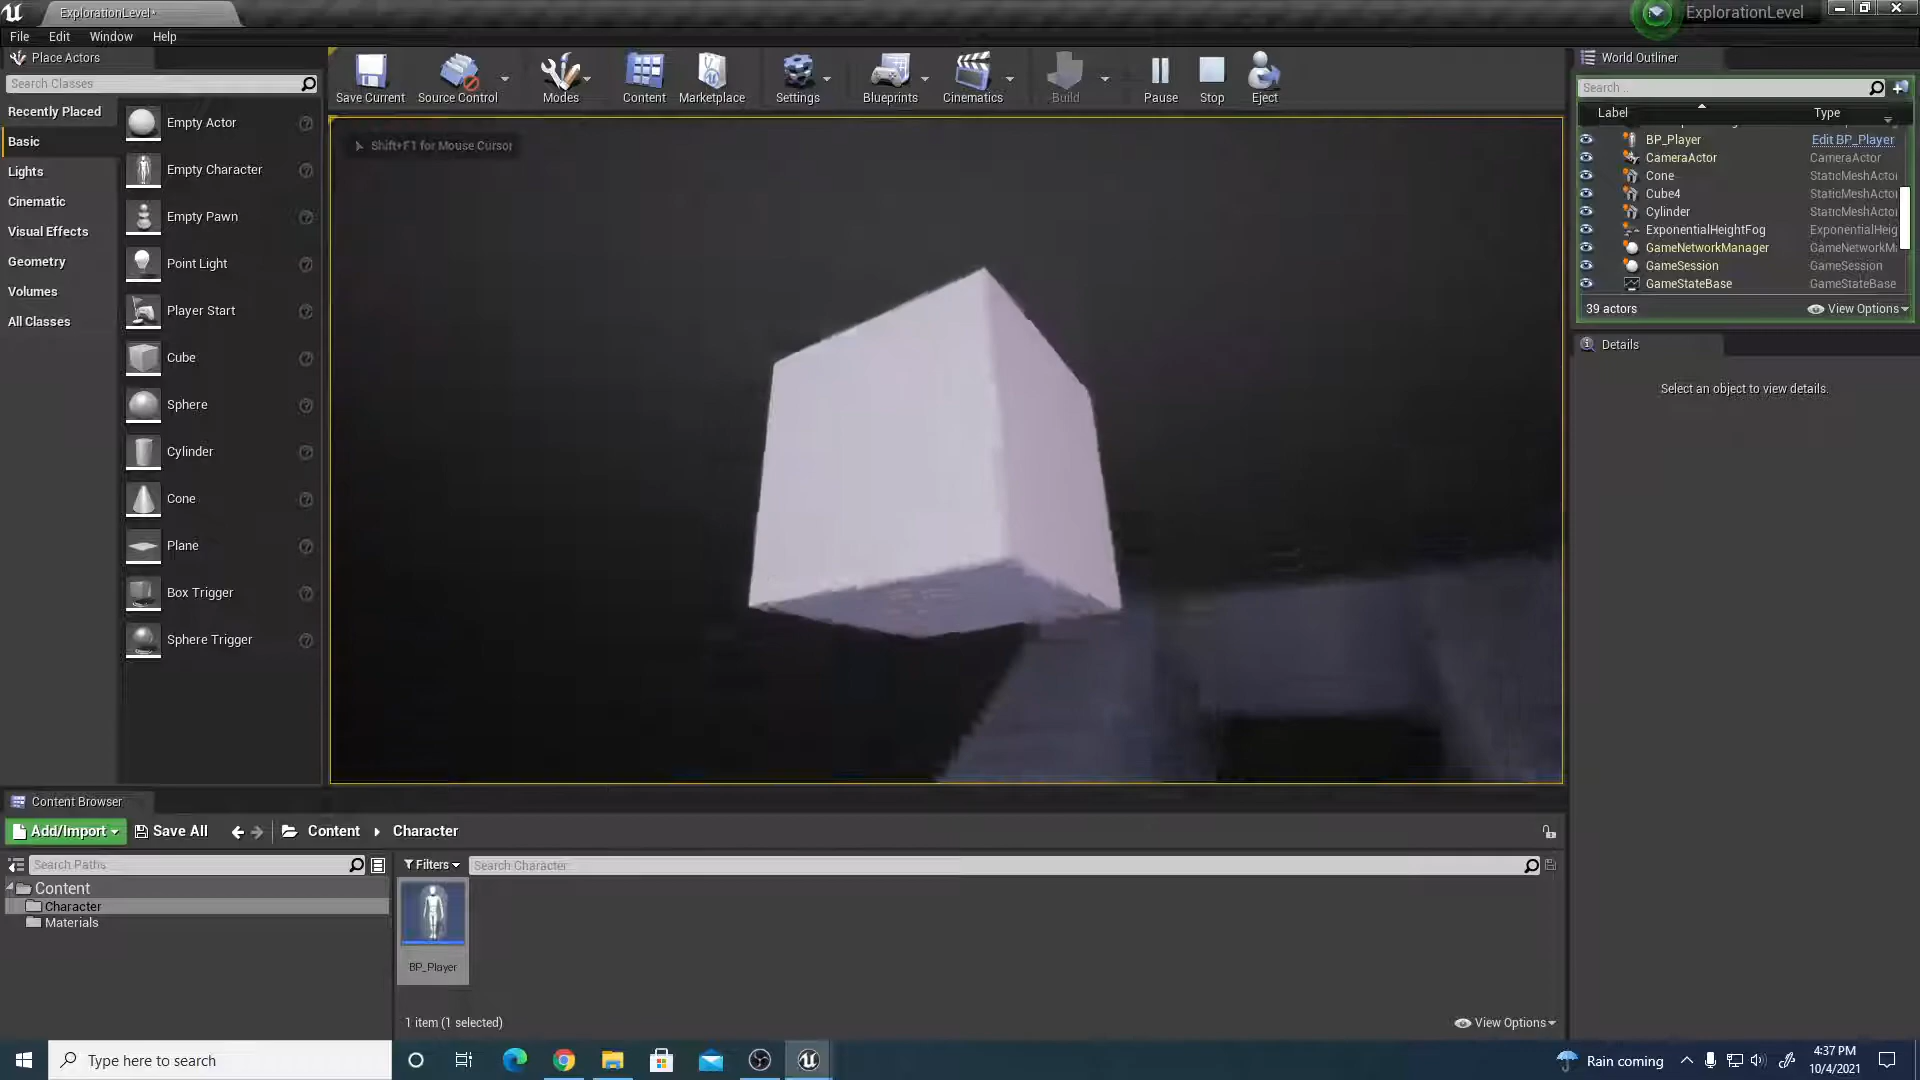 ExplorationLevel*
ExplorationLevel
File Edit Window Help
Place Actors
Search Classes
Recently Placed
Basic
Lights
Cinematic
Visual Effects
Geometry
Volumes
All Classes
Empty Actor
Empty Character
Empty Pawn
Point Light
Player Start
Cube
Sphere
Cylinder
Cone
Plane
Box Trigger
Sphere Trigger
Save Current Source Control Modes Content Marketplace Settings Blueprints Cinematics Build Pause Stop Eject
Shift+F1 for Mouse Cursor
World Outliner
Search ..
Label Type
BP_Player Edit BP_Player
CameraActor CameraActor
Cone StaticMeshActor
Cube4 StaticMeshActor
Cylinder StaticMeshActor
ExponentialHeightFog ExponentialHeig
GameNetworkManager GameNetworkM
GameSession GameSession
GameStateBase GameStateBase
39 actors View Options
Details
Select an object to view details.
Content Browser
Add/Import Save All Content Character
Search Paths
Content
Character
Materials
Filters Search Character
BP_Player
1 item (1 selected) View Options
Type here to search
Rain coming
4:37 PM
10/4/2021